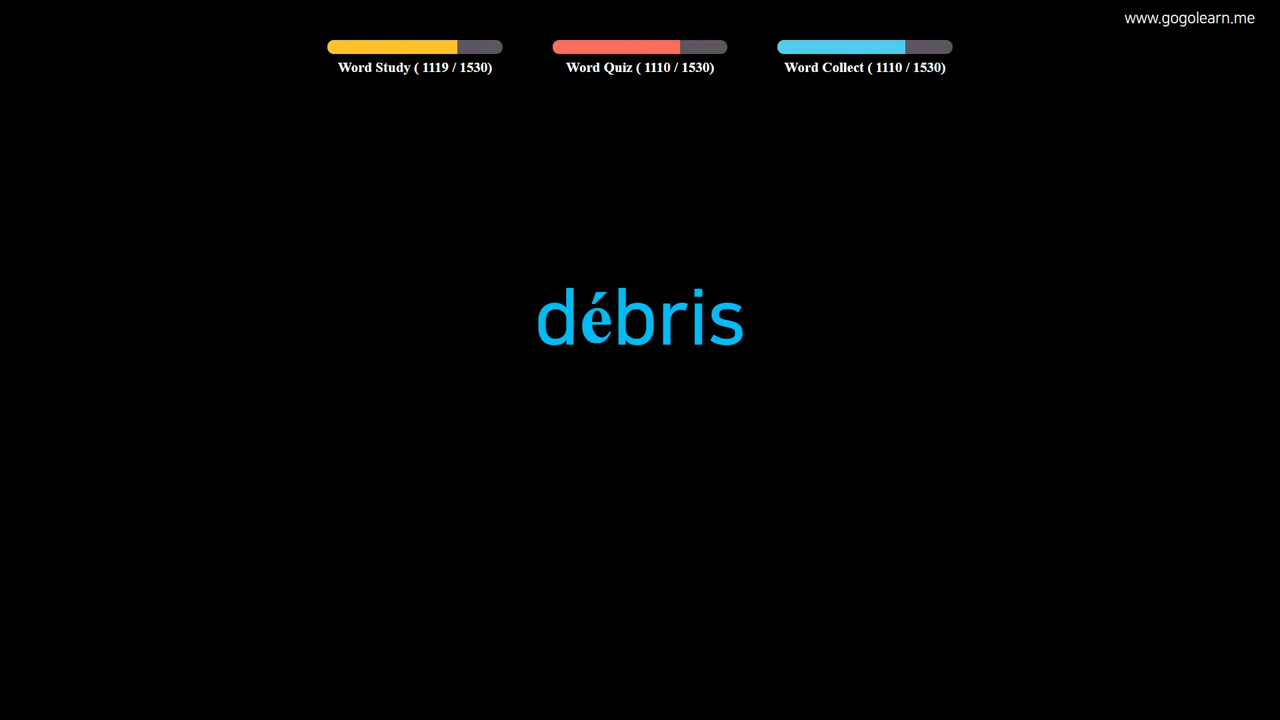 www.gogolearn.me
Word Study ( 1119 / 1530)
Word Quiz ( 1110 / 1530)
Word Collect ( 1110 / 1530)
débris